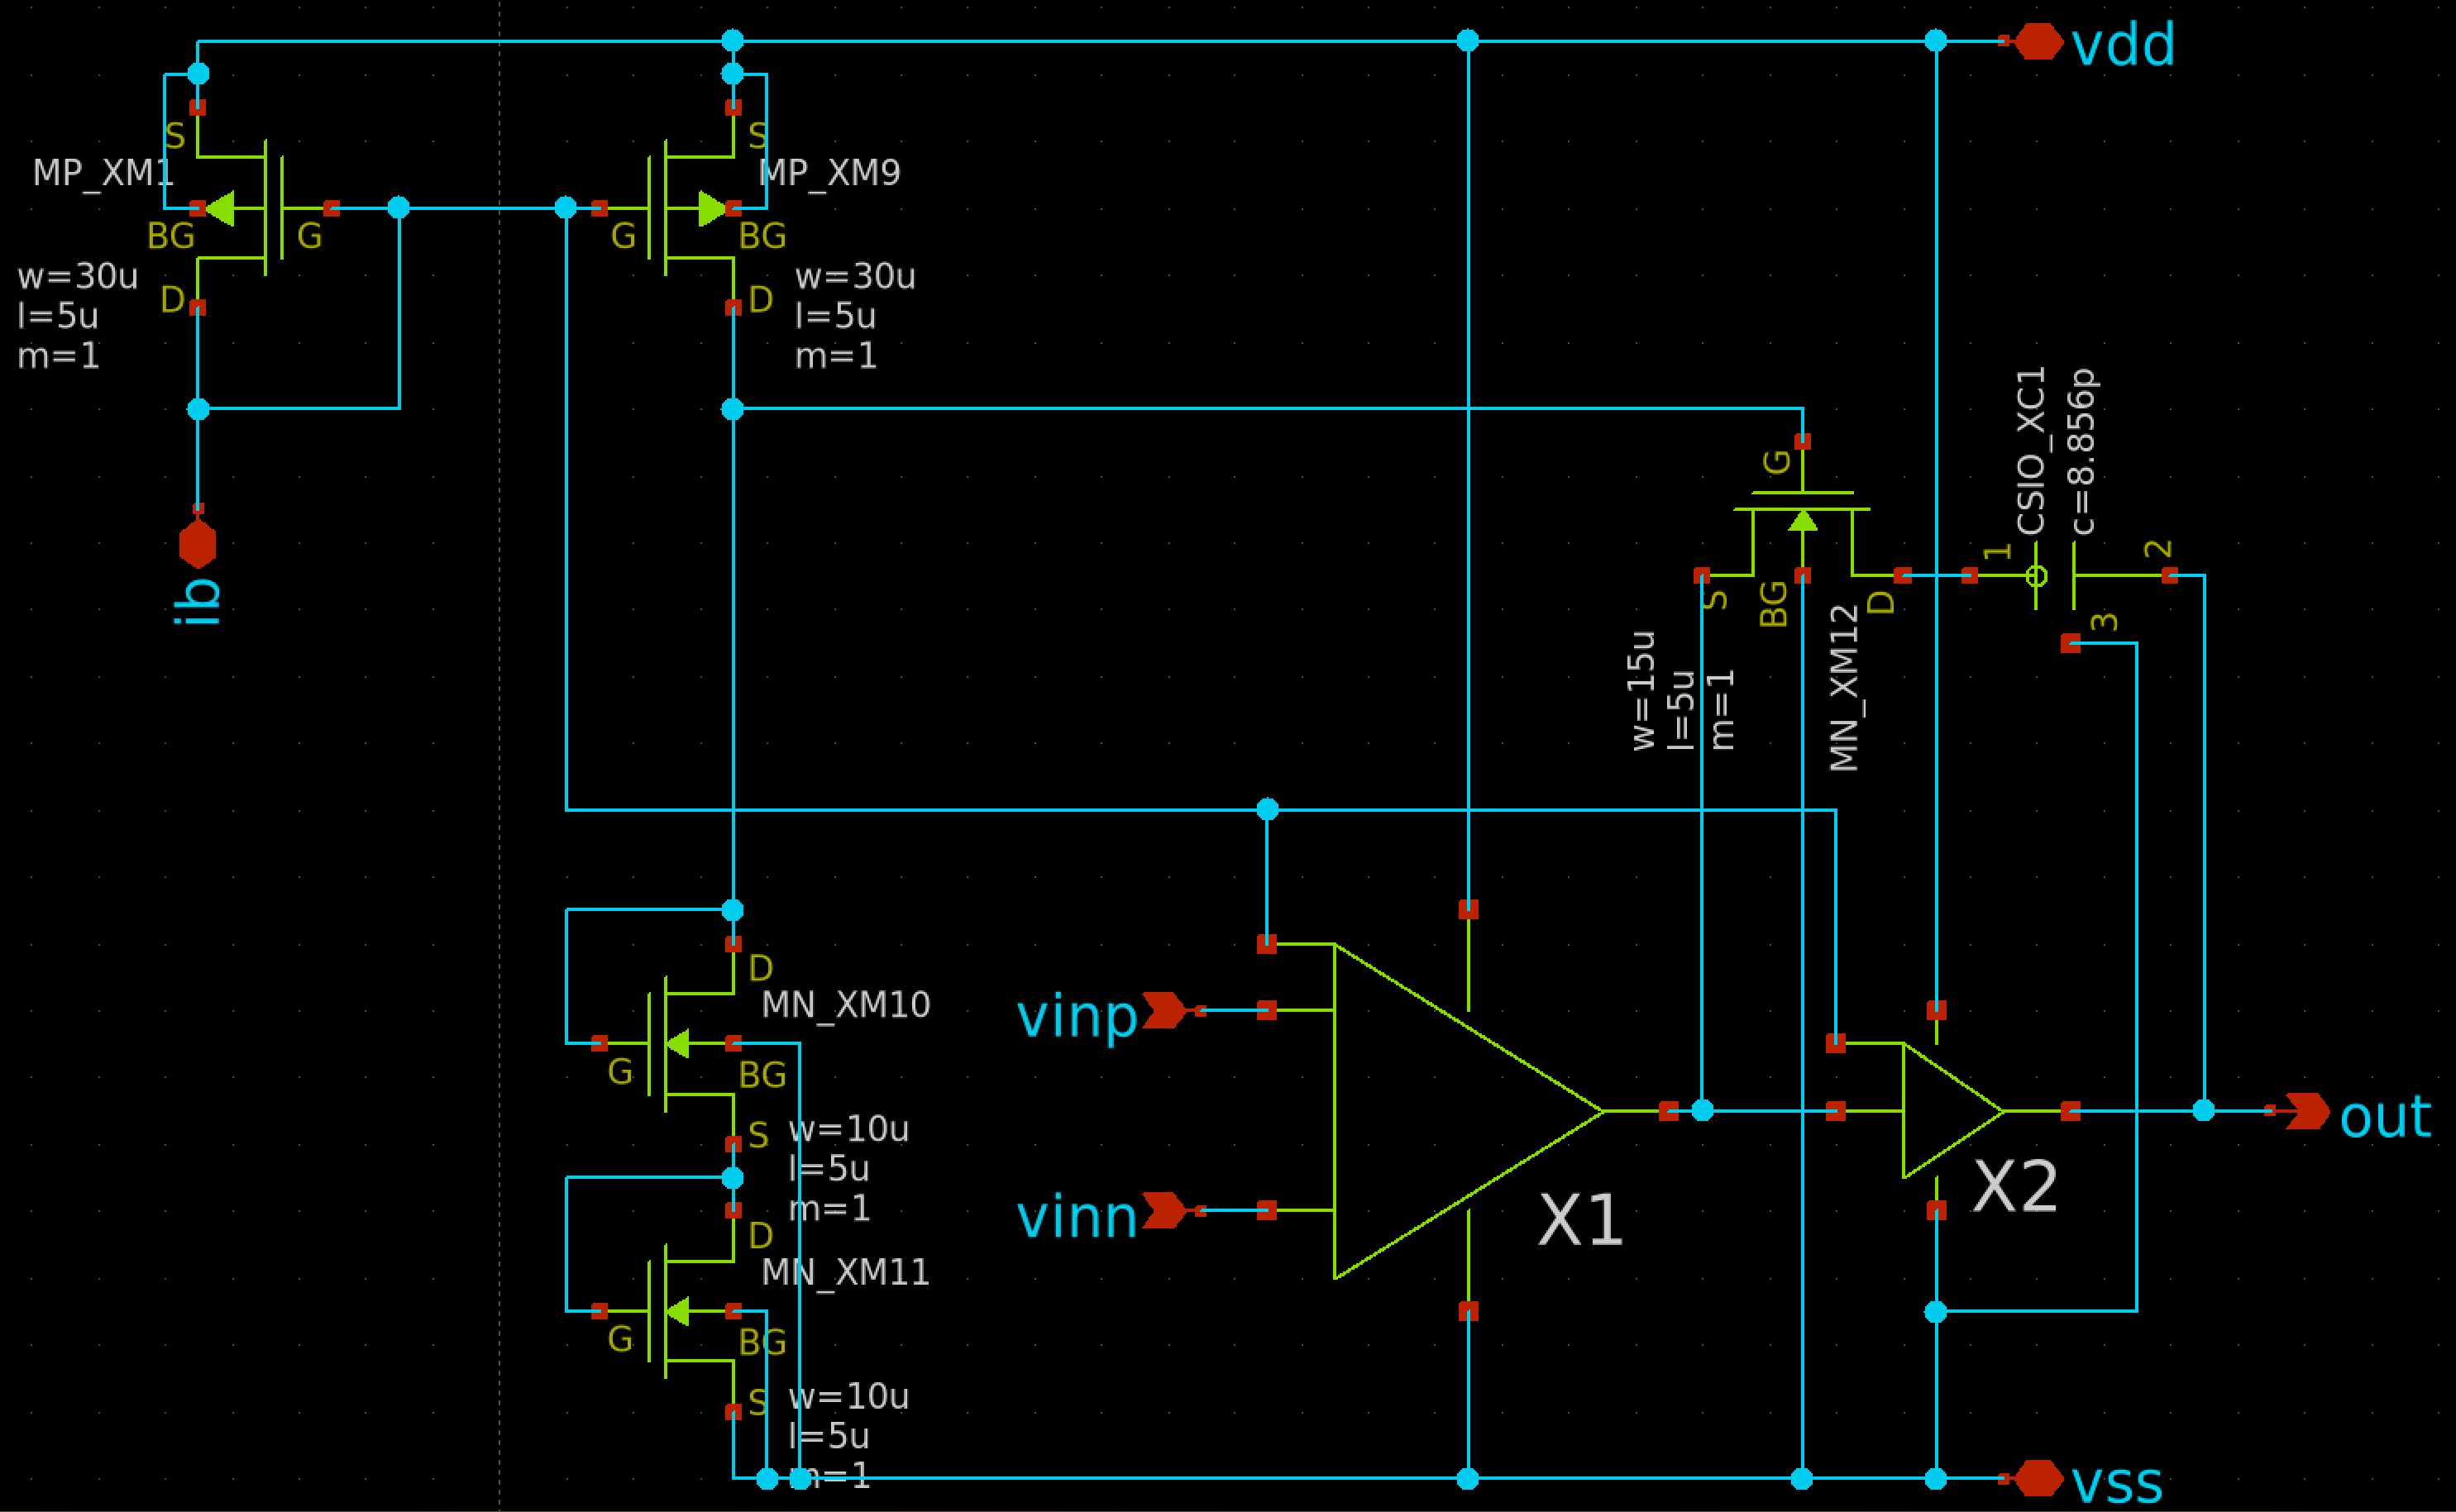 vdd
S
S
MP_XM1
MP_XM9
BG
G
G
BG
w=30u
l=5u
m=1
D
D
w=30u
l=5u
m=1
ib
G
CSIO_XC1
c=8.856p
1
2
3
S
BG
D
w=15u
l=5u
m=1
MN_XM12
D
MN_XM10
G
BG
S
w=10u
l=5u
m=1
vinp
vinn
X1
X2
out
D
MN_XM11
G
BG
S
w=10u
l=5u
m=1
vss